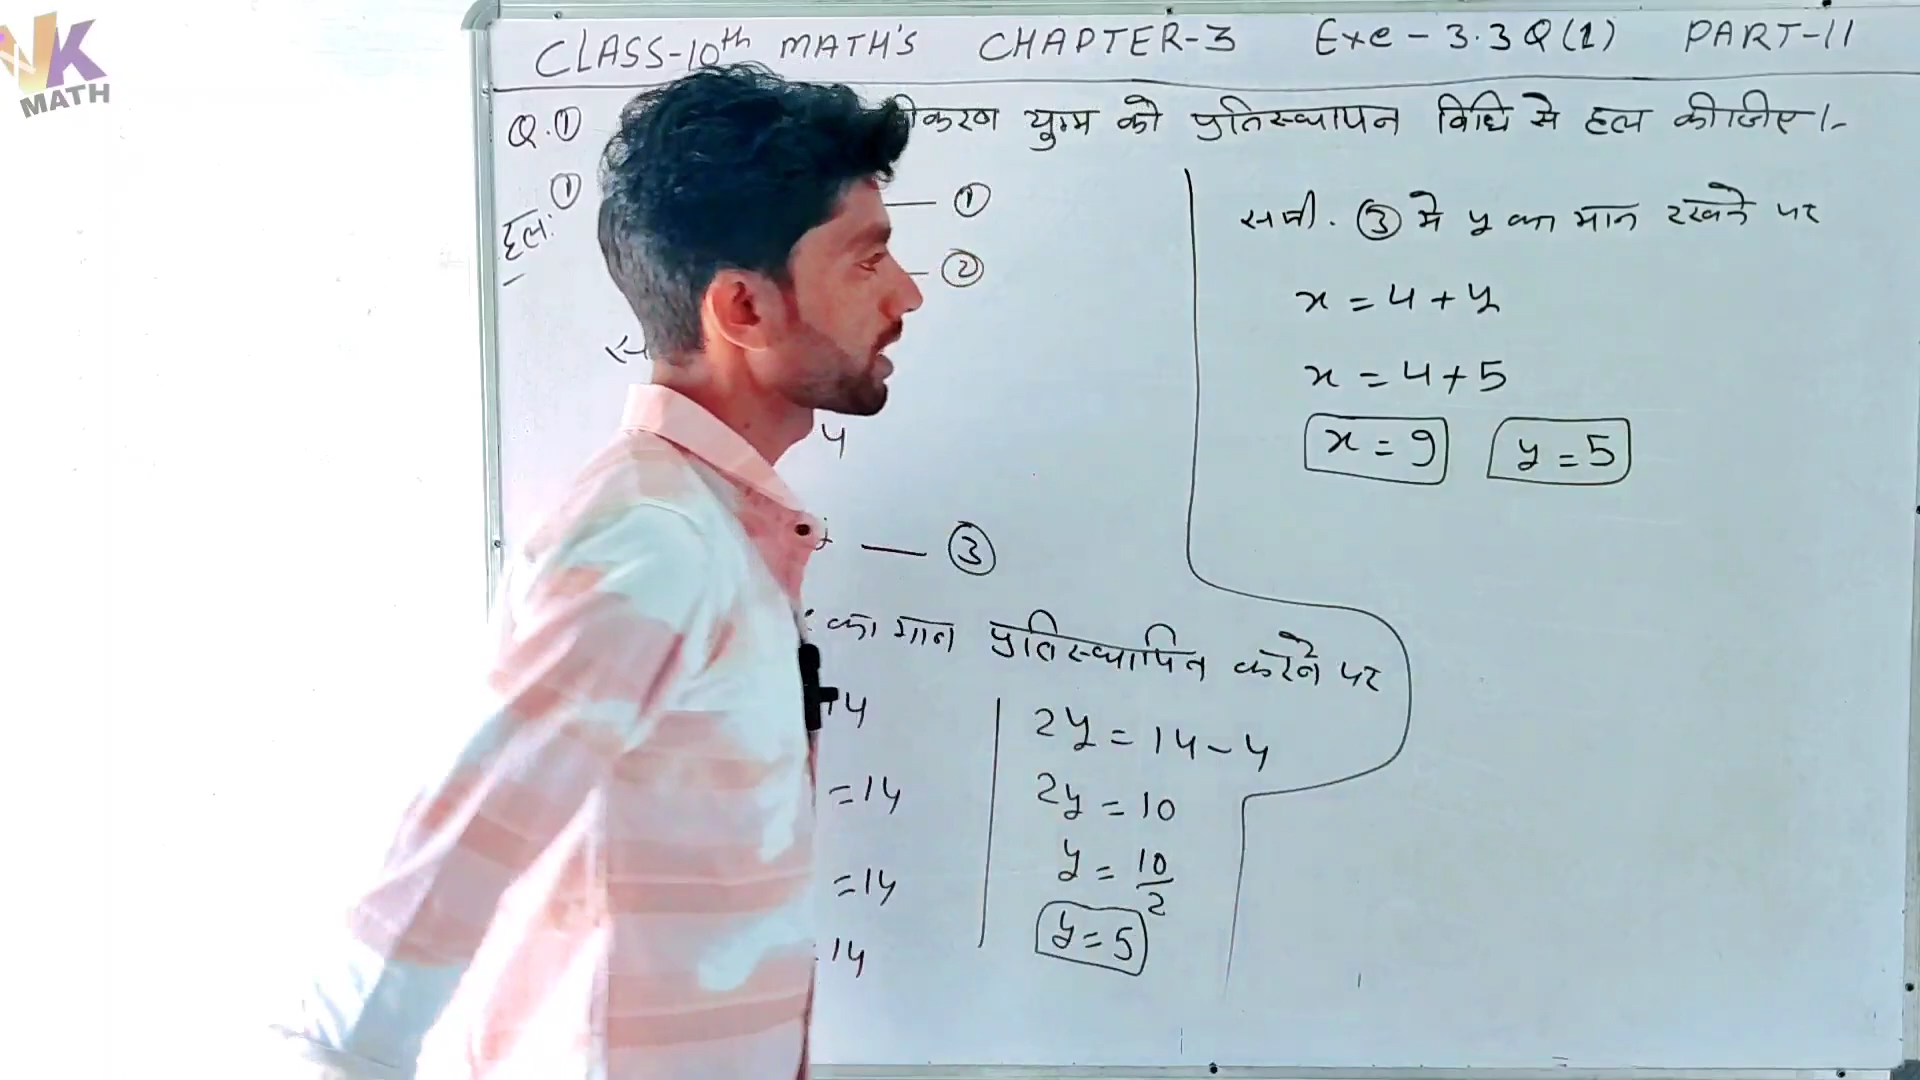 VK
MATH
CLASS-10th MATH'S CHAPTER-3 Exe-3.3Q(1) PART-11
Q.① करण युग्म को प्रतिस्थापन विधि से हल कीजिए।-
①
हल:
— ①
— ②
4
— ③
का मान प्रतिस्थापित करने पर
14
=14
=14
14
2y = 14-4
2y = 10
y = 10/2
y=5
समी. ③ मे y का मान रखने पर
x = 4+y
x = 4+5
x = 9 y = 5